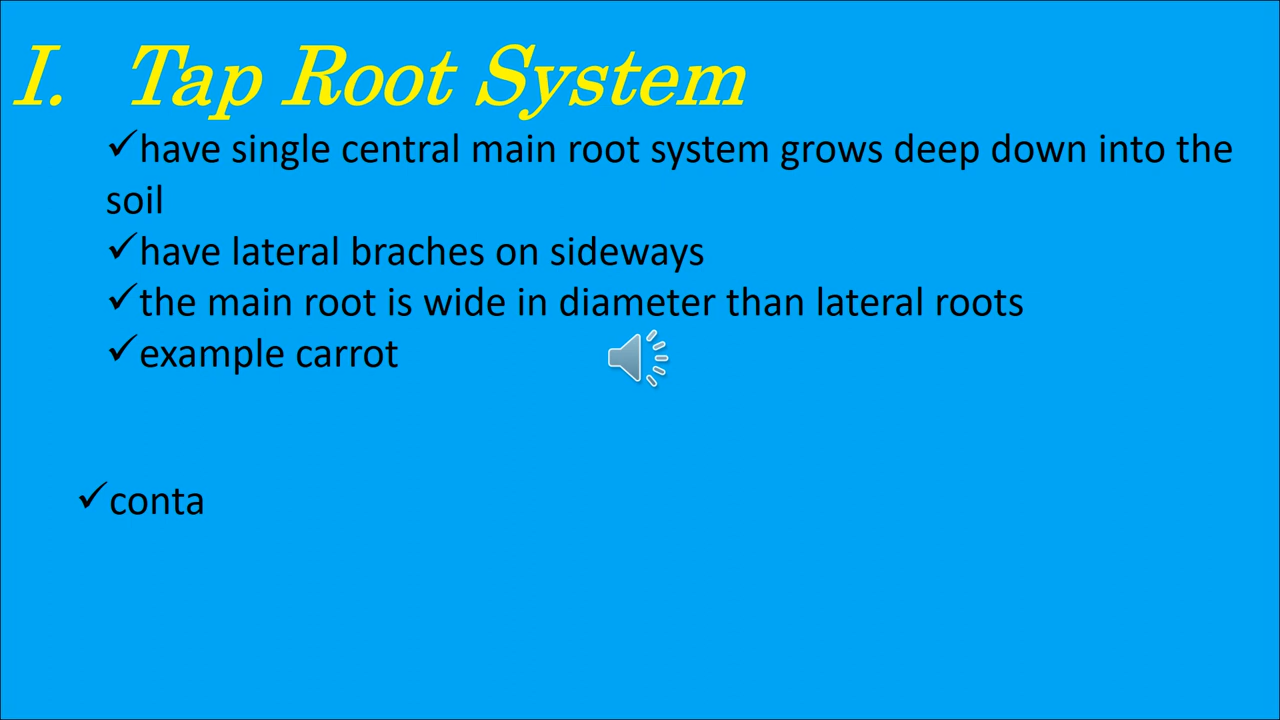 I. Tap Root System
✓have single central main root system grows deep down into the
soil
✓have lateral braches on sideways
✓the main root is wide in diameter than lateral roots
✓example carrot
✓conta